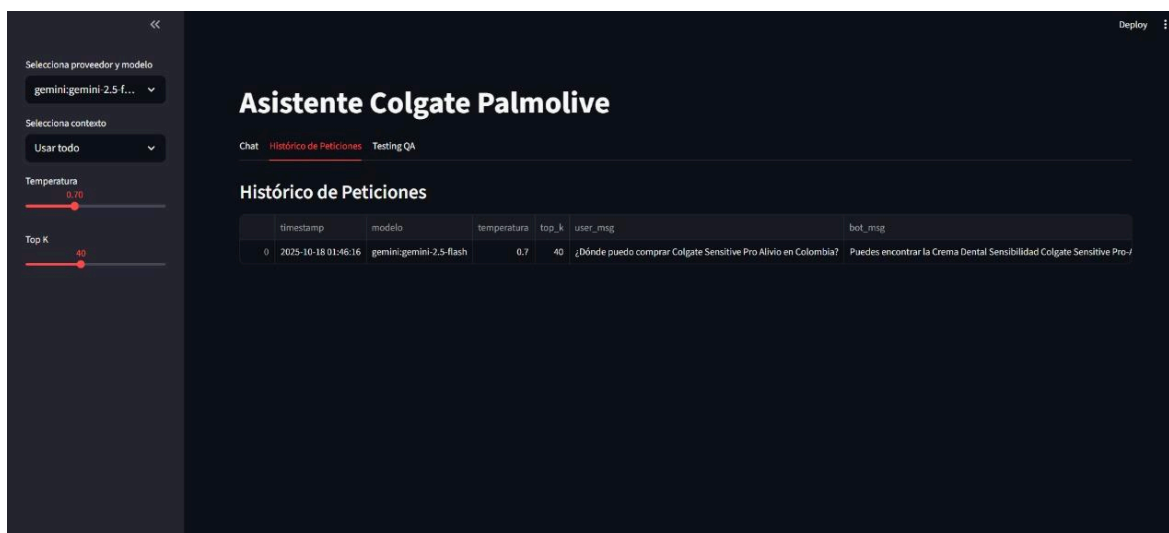 Deploy
Selecciona proveedor y modelo
gemini:gemini-2.5-f...
Selecciona contexto
Usar todo
Temperatura
0.70
Top K
40
Asistente Colgate Palmolive
Chat Histórico de Peticiones Testing QA
Histórico de Peticiones
timestamp modelo temperatura top_k user_msg bot_msg
0 2025-10-18 01:46:16 gemini:gemini-2.5-flash 0.7 40 ¿Dónde puedo comprar Colgate Sensitive Pro Alivio en Colombia? Puedes encontrar la Crema Dental Sensibilidad Colgate Sensitive Pro-A